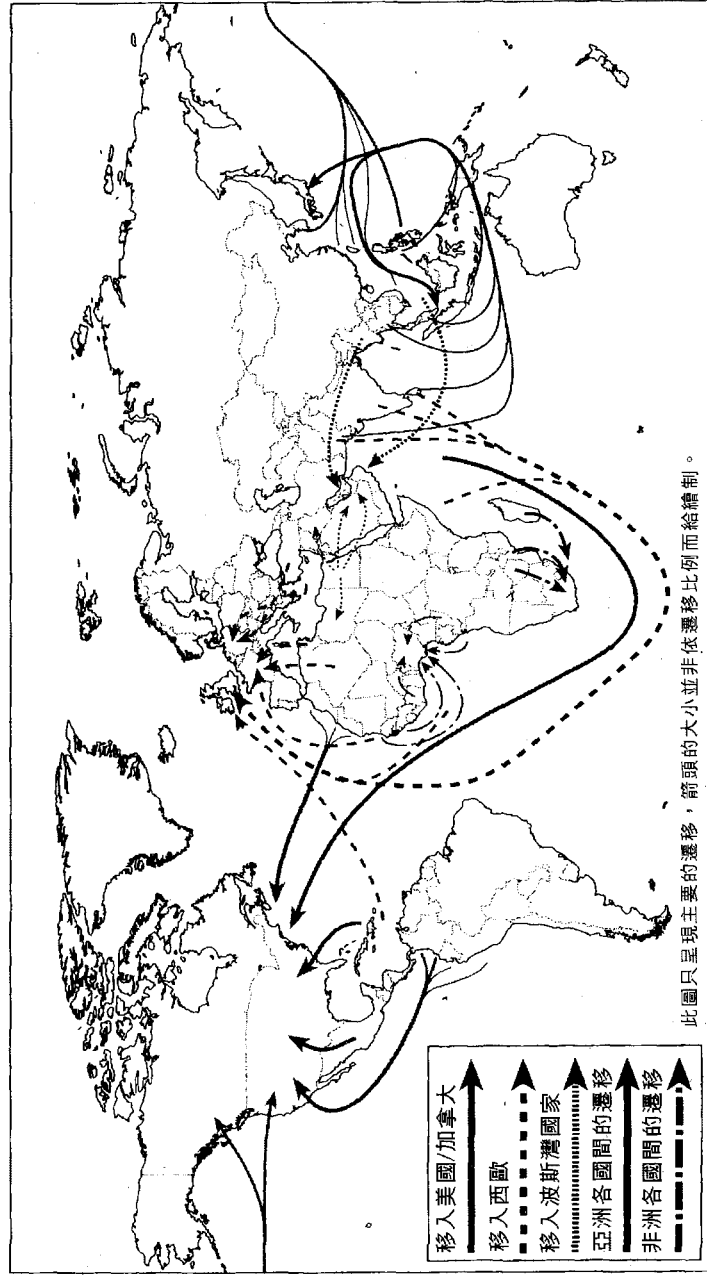 移入美國/加拿大
移入西歐
移入波斯灣國家
亞洲各國間的遷移
非洲各國間的遷移
此圖只呈現主要的遷移，箭頭的大小並非依遷移比例而給繪制。